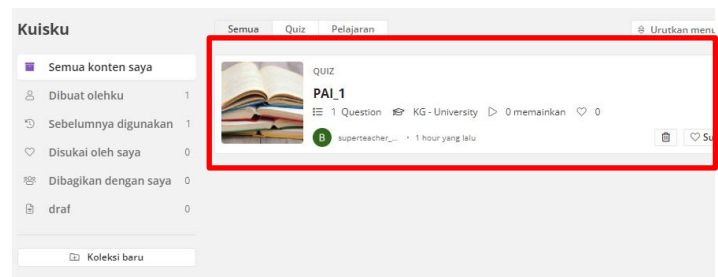 Kuisku
Semua konten saya
Dibuat olehku 1
Sebelumnya digunakan 1
Disukai oleh saya 0
Dibagikan dengan saya 0
draf 0
Koleksi baru
Semua Quiz Pelajaran
Urutkan menu
QUIZ
PAI_1
1 Question KG - University 0 memainkan 0
B superteacher_... • 1 hour yang lalu
Su